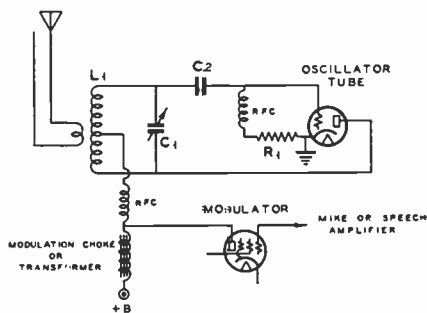 L1
C2
OSCILLATOR
TUBE
RFC
C1
R1
RFC
MODULATOR
MIKE OR SPEECH
AMPLIFIER
MODULATION CHOKE
OR
TRANSFORMER
+B